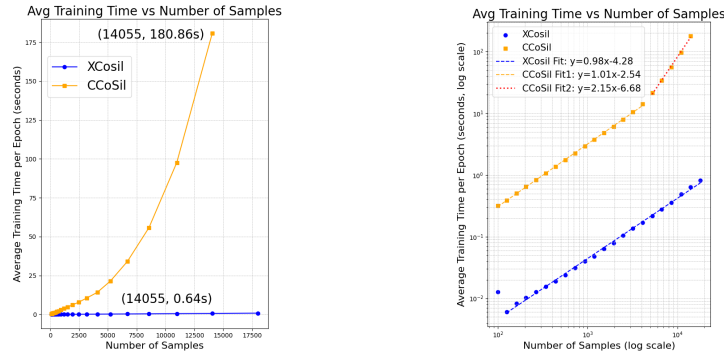 Avg Training Time vs Number of Samples
(14055, 180.86s)
XCosil
CCoSil
(14055, 0.64s)
175
150
125
100
75
50
25
0
Average Training Time per Epoch (seconds)
0
2500
5000
7500
10000
12500
15000
17500
Number of Samples
Avg Training Time vs Number of Samples
XCosil
CCoSil
XCosil Fit: y=0.98x-4.28
CCoSil Fit1: y=1.01x-2.54
CCoSil Fit2: y=2.15x-6.68
10²
10¹
10⁰
10⁻¹
10⁻²
Average Training Time per Epoch (seconds, log scale)
10²
10³
10⁴
Number of Samples (log scale)